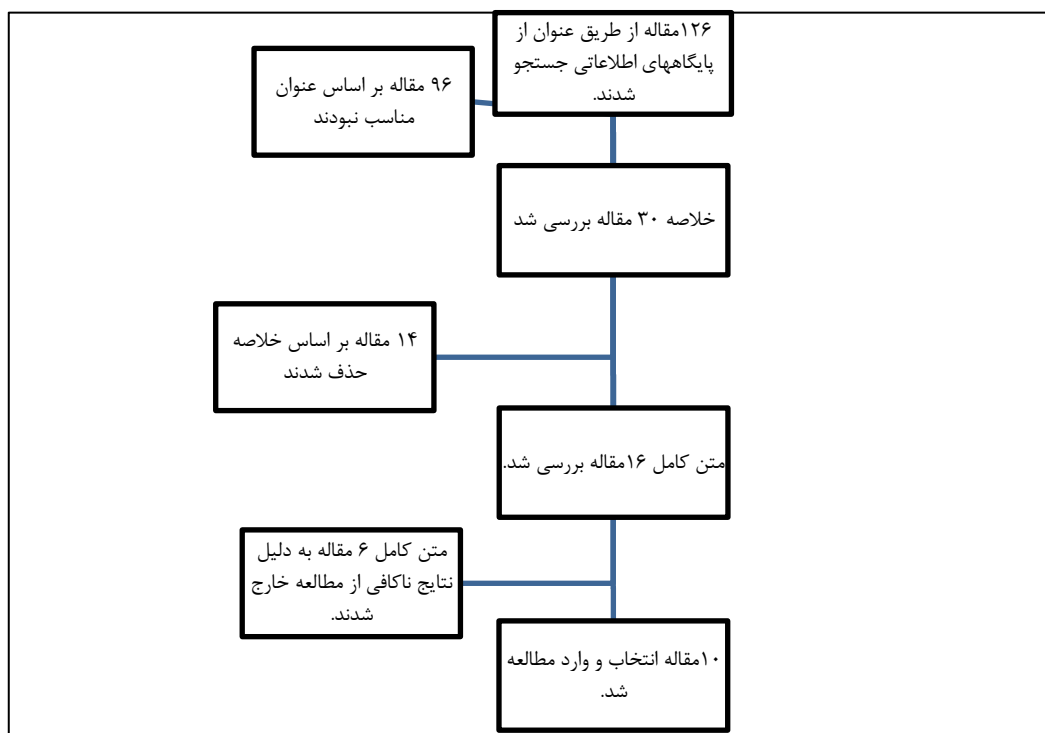 ۱۲۶مقاله از طریق عنوان از
پایگاههای اطلاعاتی جستجو
شدند.
۹۶ مقاله بر اساس عنوان
مناسب نبودند
خلاصه ۳۰ مقاله بررسی شد
۱۴ مقاله بر اساس خلاصه
حذف شدند
متن کامل ۱۶مقاله بررسی شد.
متن کامل ۶ مقاله به دلیل
نتایج ناکافی از مطالعه خارج
شدند.
۱۰مقاله انتخاب و وارد مطالعه
شد.